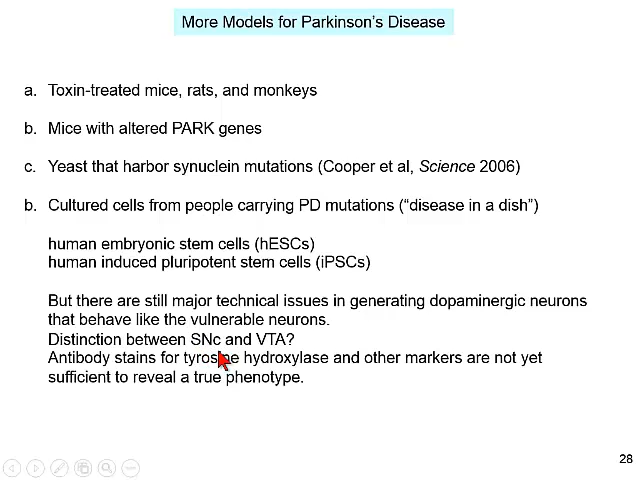 More Models for Parkinson's Disease
a. Toxin-treated mice, rats, and monkeys
b. Mice with altered PARK genes
c. Yeast that harbor synuclein mutations (Cooper et al, Science 2006)
b. Cultured cells from people carrying PD mutations (“disease in a dish”)
human embryonic stem cells (hESCs)
human induced pluripotent stem cells (iPSCs)
But there are still major technical issues in generating dopaminergic neurons
that behave like the vulnerable neurons.
Distinction between SNc and VTA?
Antibody stains for tyrosine hydroxylase and other markers are not yet
sufficient to reveal a true phenotype.
28